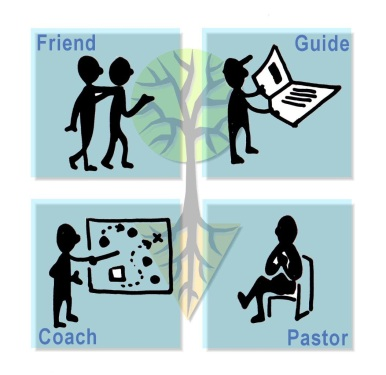 Friend
Guide
Coach
Pastor